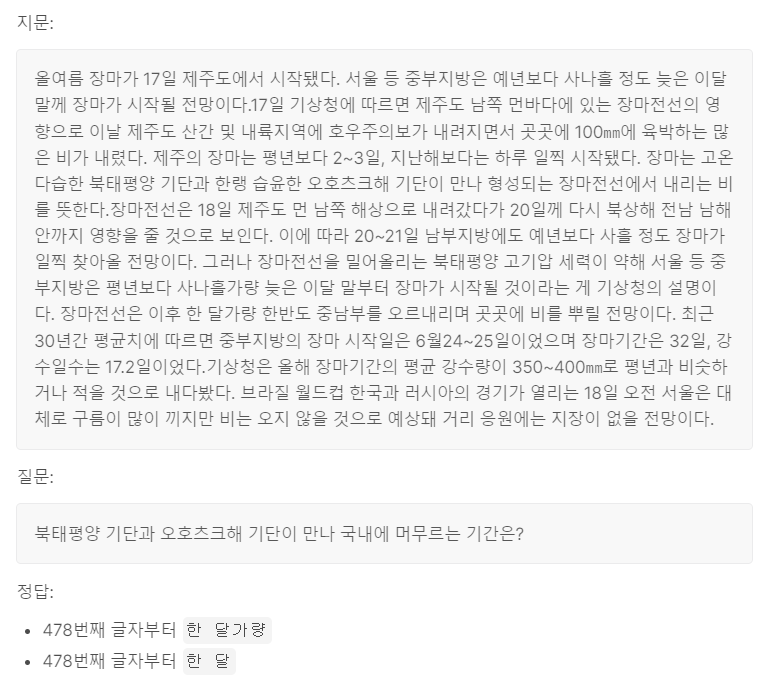 지문:
올여름 장마가 17일 제주도에서 시작됐다. 서울 등 중부지방은 예년보다 사나흘 정도 늦은 이달
말께 장마가 시작될 전망이다.17일 기상청에 따르면 제주도 남쪽 먼바다에 있는 장마전선의 영
향으로 이날 제주도 산간 및 내륙지역에 호우주의보가 내려지면서 곳곳에 100㎜에 육박하는 많
은 비가 내렸다. 제주의 장마는 평년보다 2~3일, 지난해보다는 하루 일찍 시작됐다. 장마는 고온
다습한 북태평양 기단과 한랭 습윤한 오호츠크해 기단이 만나 형성되는 장마전선에서 내리는 비
를 뜻한다.장마전선은 18일 제주도 먼 남쪽 해상으로 내려갔다가 20일께 다시 북상해 전남 남해
안까지 영향을 줄 것으로 보인다. 이에 따라 20~21일 남부지방에도 예년보다 사흘 정도 장마가
일찍 찾아올 전망이다. 그러나 장마전선을 밀어올리는 북태평양 고기압 세력이 약해 서울 등 중
부지방은 평년보다 사나흘가량 늦은 이달 말부터 장마가 시작될 것이라는 게 기상청의 설명이
다. 장마전선은 이후 한 달가량 한반도 중남부를 오르내리며 곳곳에 비를 뿌릴 전망이다. 최근
30년간 평균치에 따르면 중부지방의 장마 시작일은 6월24~25일이었으며 장마기간은 32일, 강
수일수는 17.2일이었다.기상청은 올해 장마기간의 평균 강수량이 350~400㎜로 평년과 비슷하
거나 적을 것으로 내다봤다. 브라질 월드컵 한국과 러시아의 경기가 열리는 18일 오전 서울은 대
체로 구름이 많이 끼지만 비는 오지 않을 것으로 예상돼 거리 응원에는 지장이 없을 전망이다.
질문:
북태평양 기단과 오호츠크해 기단이 만나 국내에 머무르는 기간은?
정답:
• 478번째 글자부터 한 달가량
• 478번째 글자부터 한 달